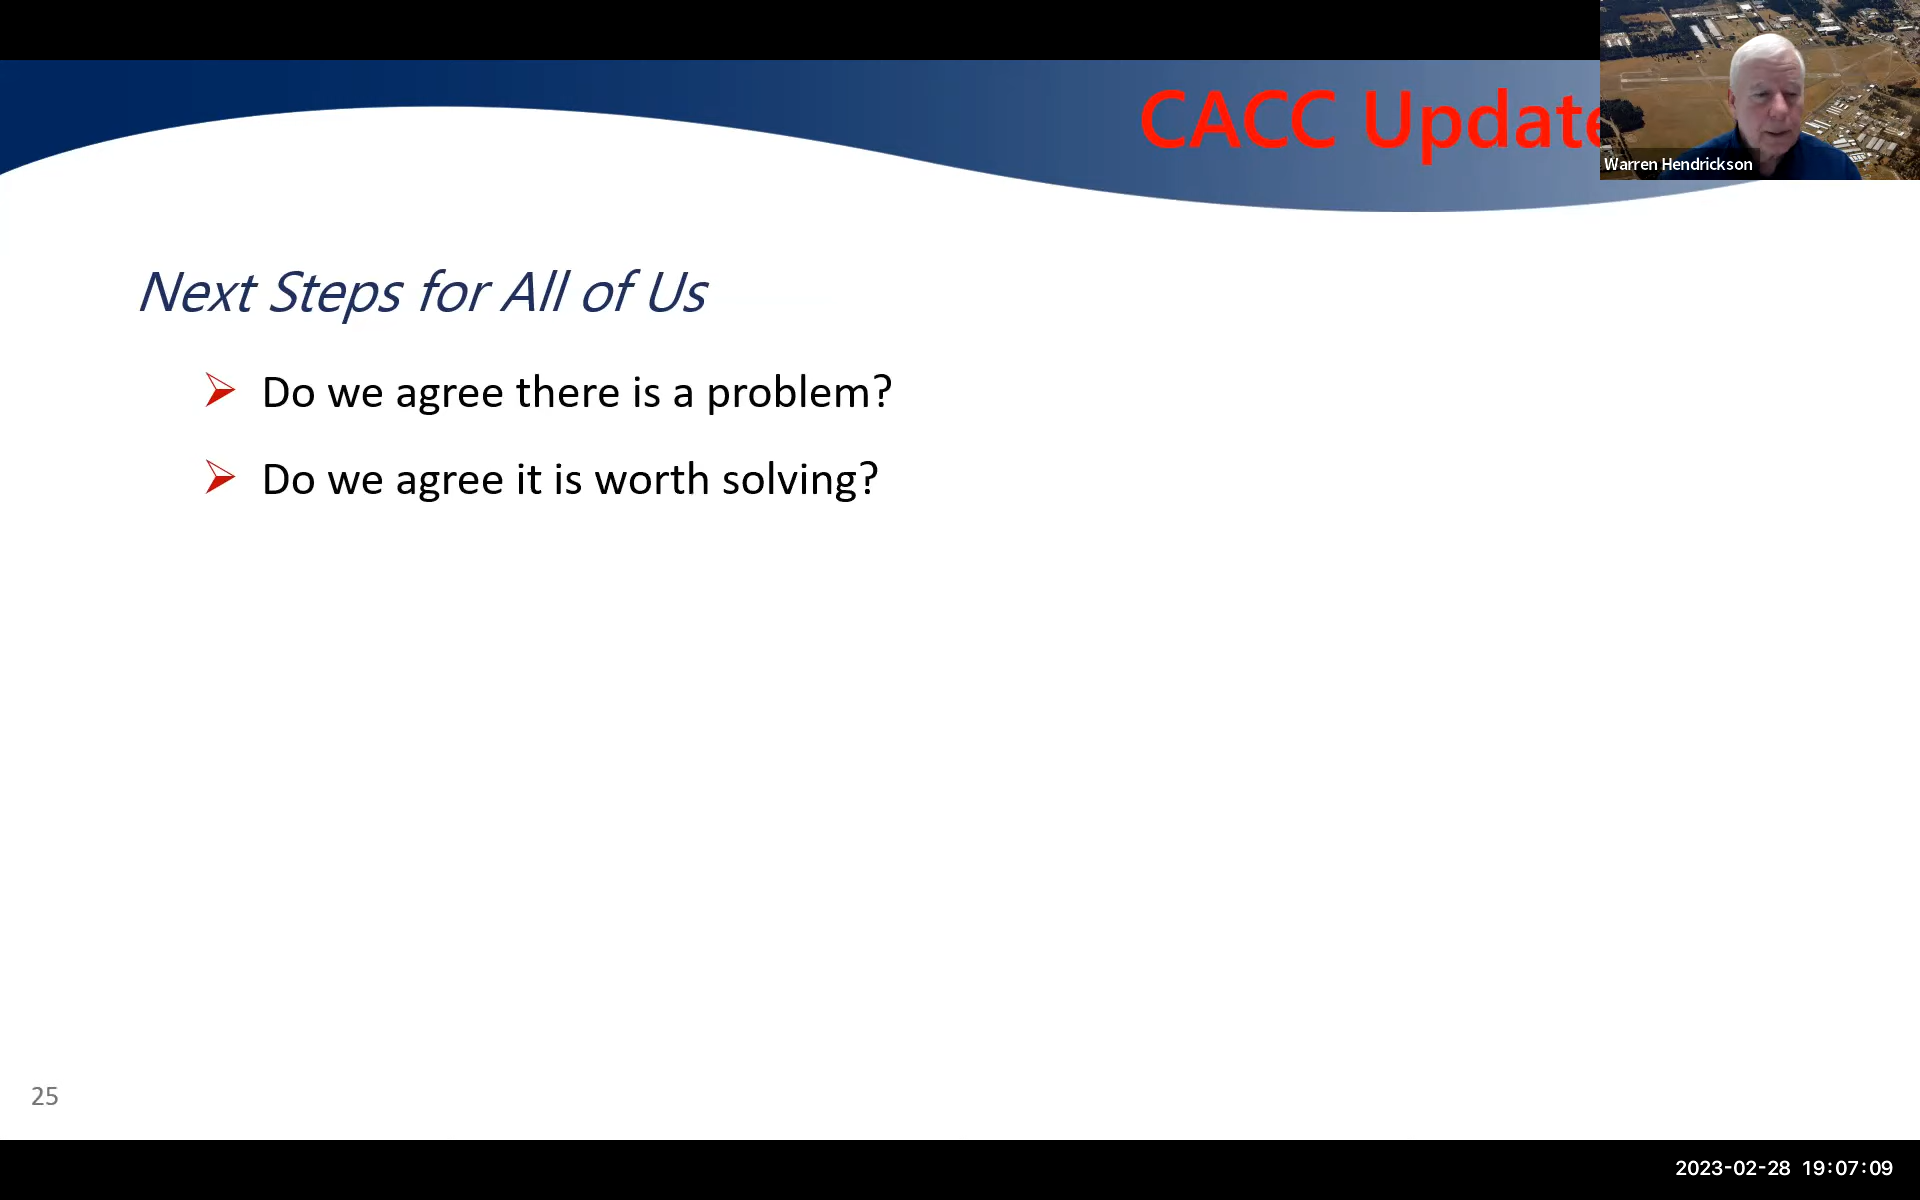 CACC Update
Warren Hendrickson
Next Steps for All of Us
Do we agree there is a problem?
Do we agree it is worth solving?
25
2023-02-28 19:07:09